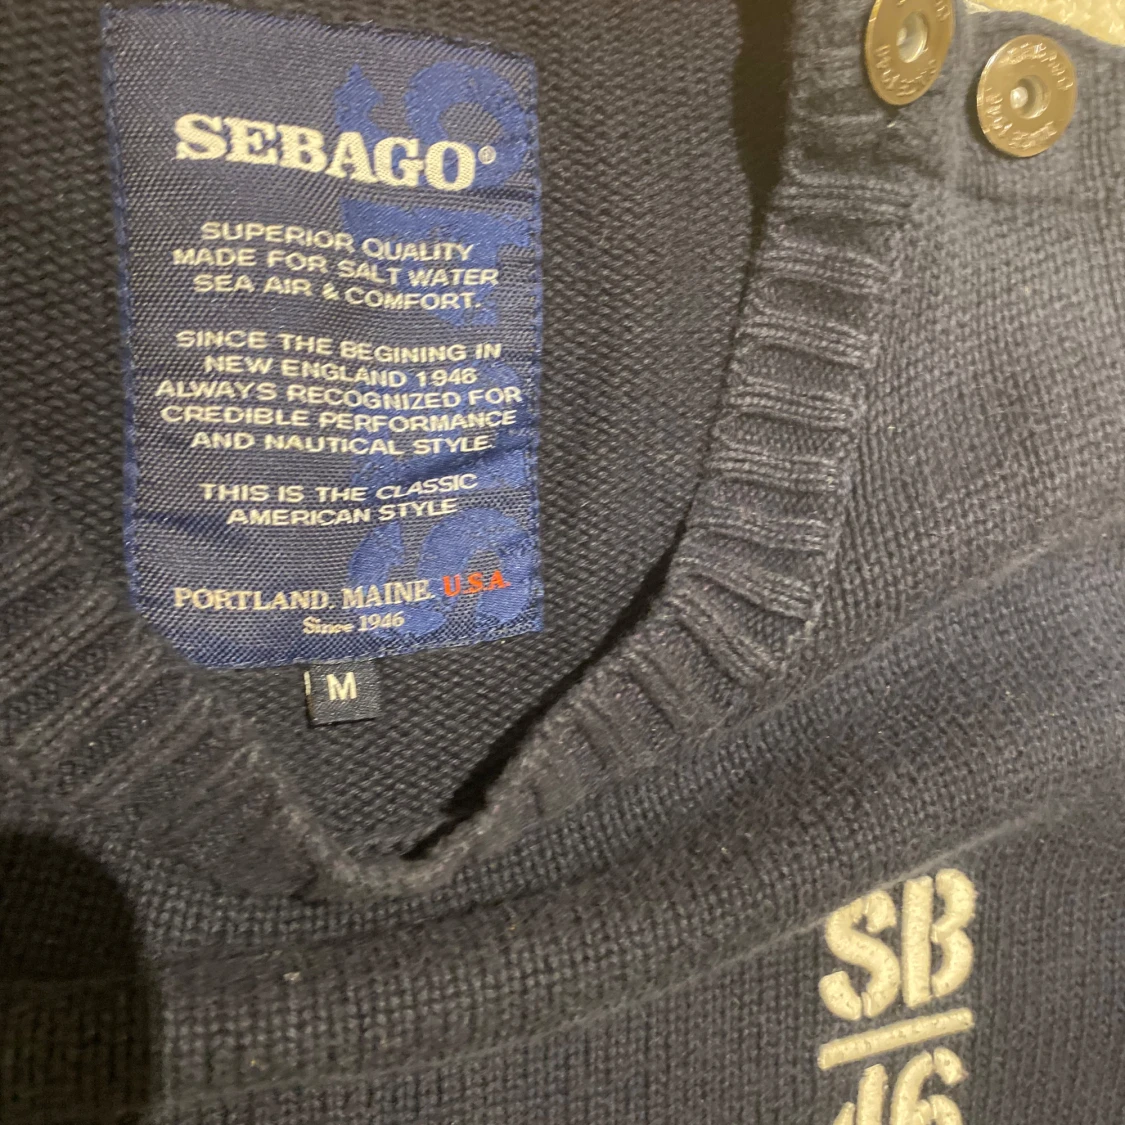 SEBAGO®
SUPERIOR QUALITY
MADE FOR SALT WATER
SEA AIR & COMFORT.
SINCE THE BEGINING IN
NEW ENGLAND 1946
ALWAYS RECOGNIZED FOR
CREDIBLE PERFORMANCE
AND NAUTICAL STYLE.
THIS IS THE CLASSIC
AMERICAN STYLE
PORTLAND. MAINE. U.S.A.
Since 1946
M
SB
46